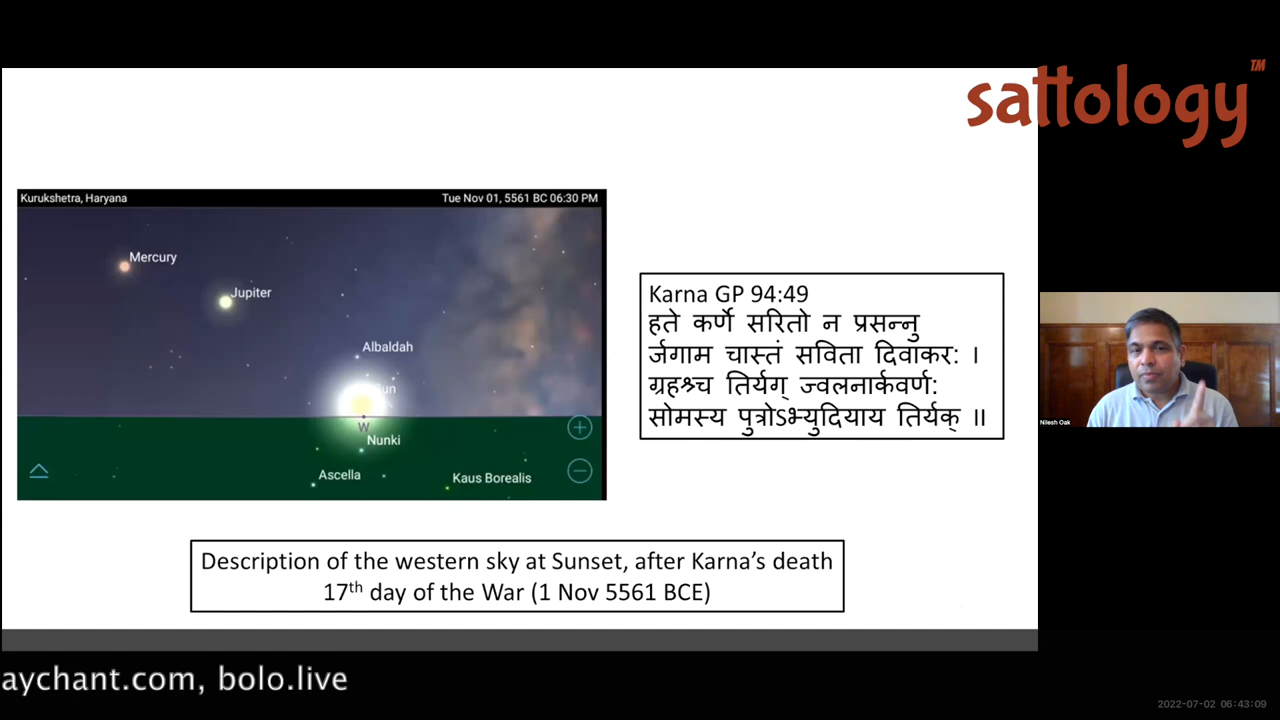 sattology™
Kurukshetra, Haryana
Tue Nov 01, 5561 BC 06:30 PM
Mercury
Jupiter
Albaldah
Sun
W
Nunki
Ascella
Kaus Borealis
Karna GP 94:49
हते कर्णे सरितो न प्रसन्नु
र्जगाम चास्तं सविता दिवाकर: ।
ग्रहश्च तिर्यग् ज्वलनार्कवर्ण:
सोमस्य पुत्रोऽभ्युदियाय तिर्यक् ॥
Description of the western sky at Sunset, after Karna’s death
17th day of the War (1 Nov 5561 BCE)
Nilesh Oak
aychant.com, bolo.live
2022-07-02 06:43:09